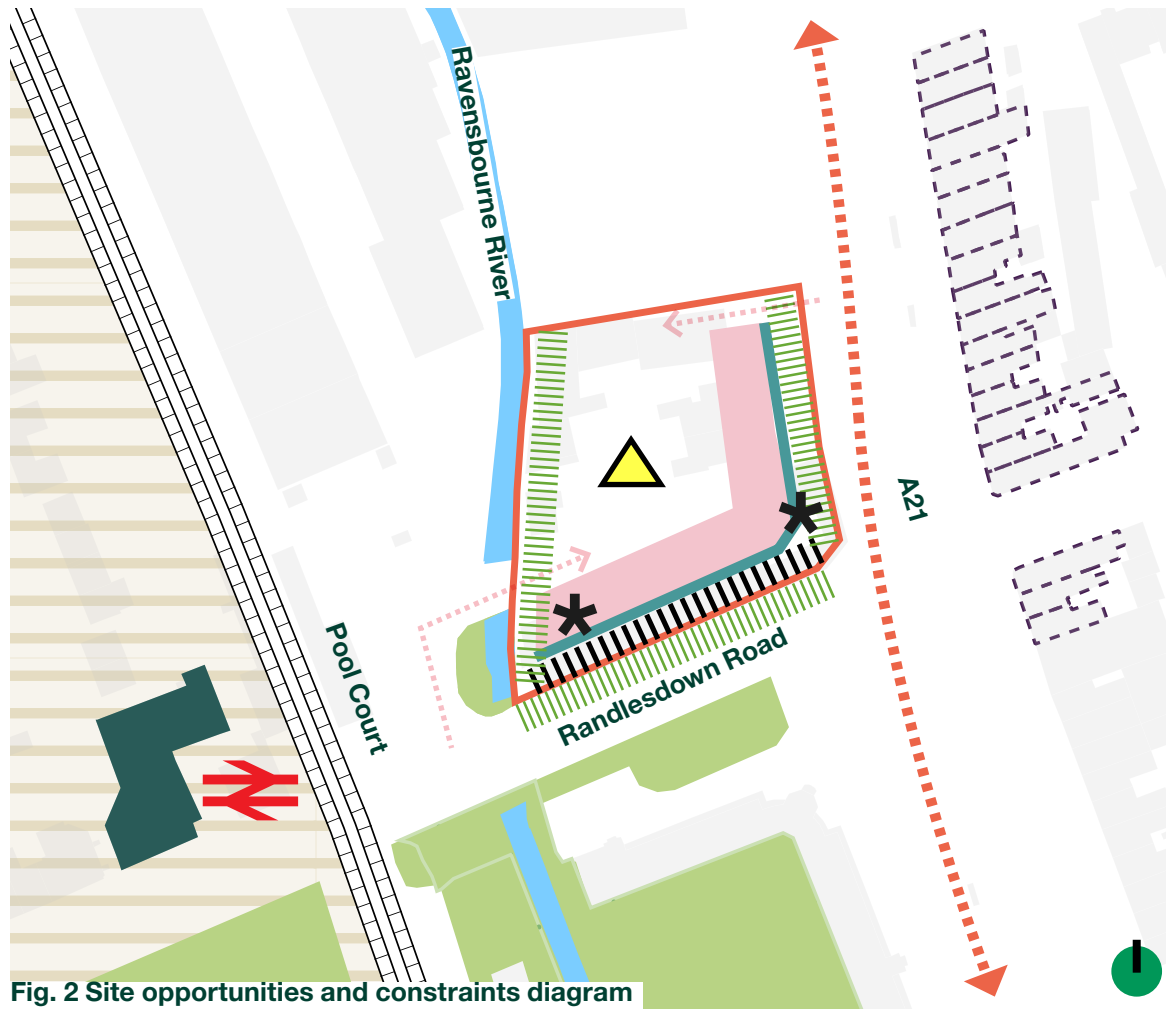 Ravensbourne River
A21
Pool Court
Randlesdown Road
Fig. 2 Site opportunities and constraints diagram